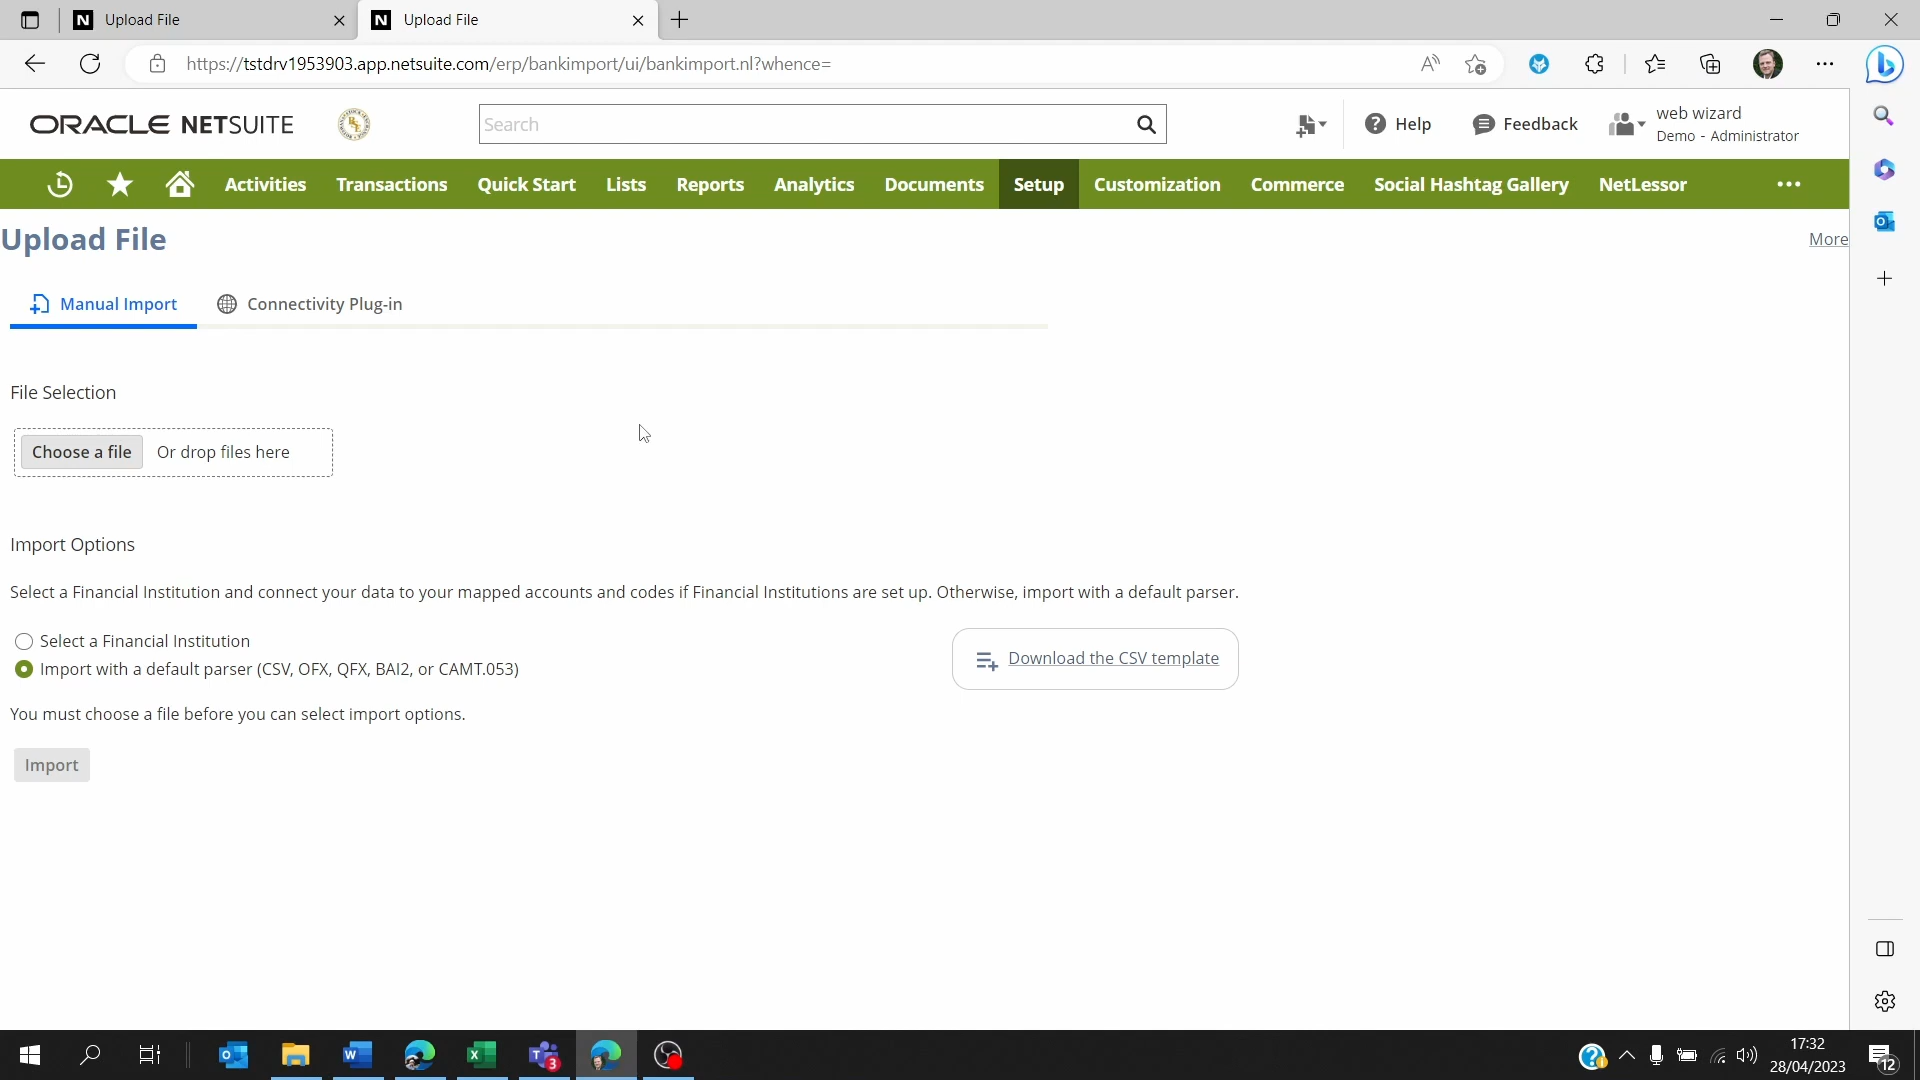 Upload File
Upload File
https://tstdrv1953903.app.netsuite.com/erp/bankimport/ui/bankimport.nl?whence=
ORACLE NETSUITE
Search
Help
Feedback
web wizard
Demo - Administrator
Activities Transactions Quick Start Lists Reports Analytics Documents Setup Customization Commerce Social Hashtag Gallery NetLessor
Upload File
More
Manual Import
Connectivity Plug-in
File Selection
Choose a file Or drop files here
Import Options
Select a Financial Institution and connect your data to your mapped accounts and codes if Financial Institutions are set up. Otherwise, import with a default parser.
Select a Financial Institution
Import with a default parser (CSV, OFX, QFX, BAI2, or CAMT.053)
Download the CSV template
You must choose a file before you can select import options.
Import
17:32
28/04/2023
3
12